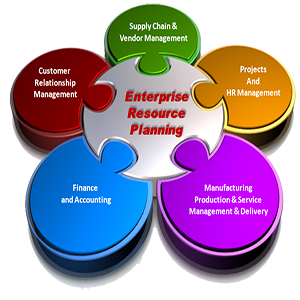 Supply Chain &
Vendor Management
Customer
Relationship
Management
Projects
And
HR Management
Enterprise
Resource
Planning
Finance
and Accounting
Manufacturing
Production & Service
Management & Delivery